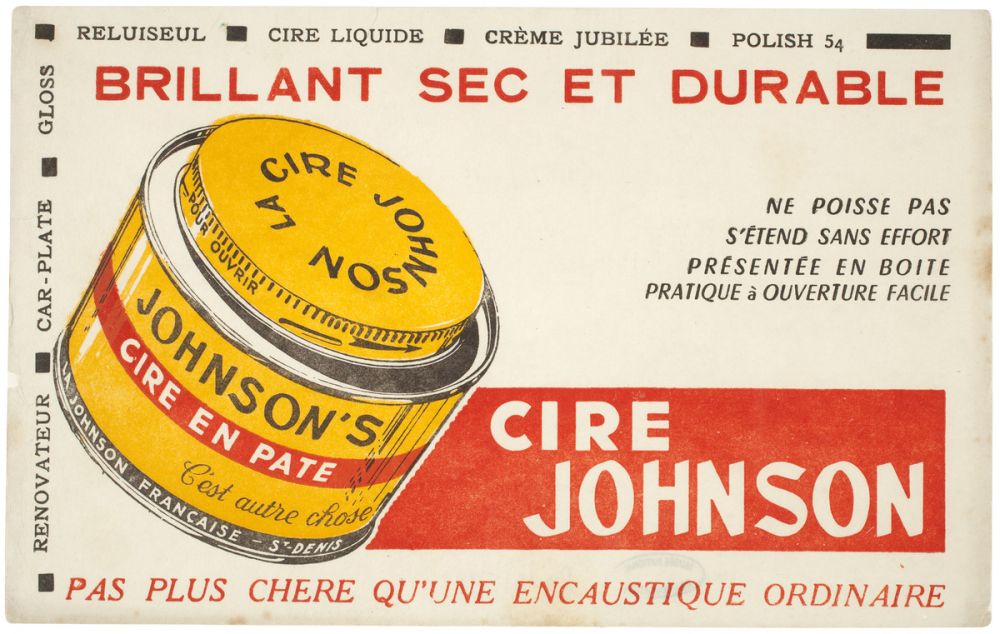 RELUISEUL ■ CIRE LIQUIDE ■ CRÈME JUBILÉE ■ POLISH 54
RENOVATEUR ■ CAR-PLATE ■ GLOSS
BRILLANT SEC ET DURABLE
LA CIRE JOHNSON
POUR OUVRIR
JOHNSON'S
CIRE EN PATE
C'est autre chose
LA JOHNSON FRANÇAISE - St-DENIS
NE POISSE PAS
S'ÉTEND SANS EFFORT
PRÉSENTÉE EN BOITE
PRATIQUE à OUVERTURE FACILE
CIRE
JOHNSON
PAS PLUS CHERE QU'UNE ENCAUSTIQUE ORDINAIRE